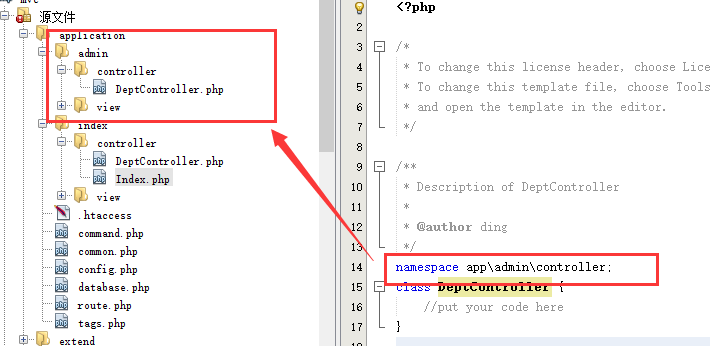 源文件
application
admin
controller
DeptController.php
view
index
controller
DeptController.php
Index.php
view
.htaccess
command.php
common.php
config.php
database.php
route.php
tags.php
extend
<?php
2
3 /*
4 * To change this license header, choose Lice
5 * To change this template file, choose Tools
6 * and open the template in the editor.
7 */
8
9 /**
10 * Description of DeptController
11 *
12 * @author ding
13 */
14 namespace app\admin\controller;
15 class DeptController {
16 //put your code here
17 }
18